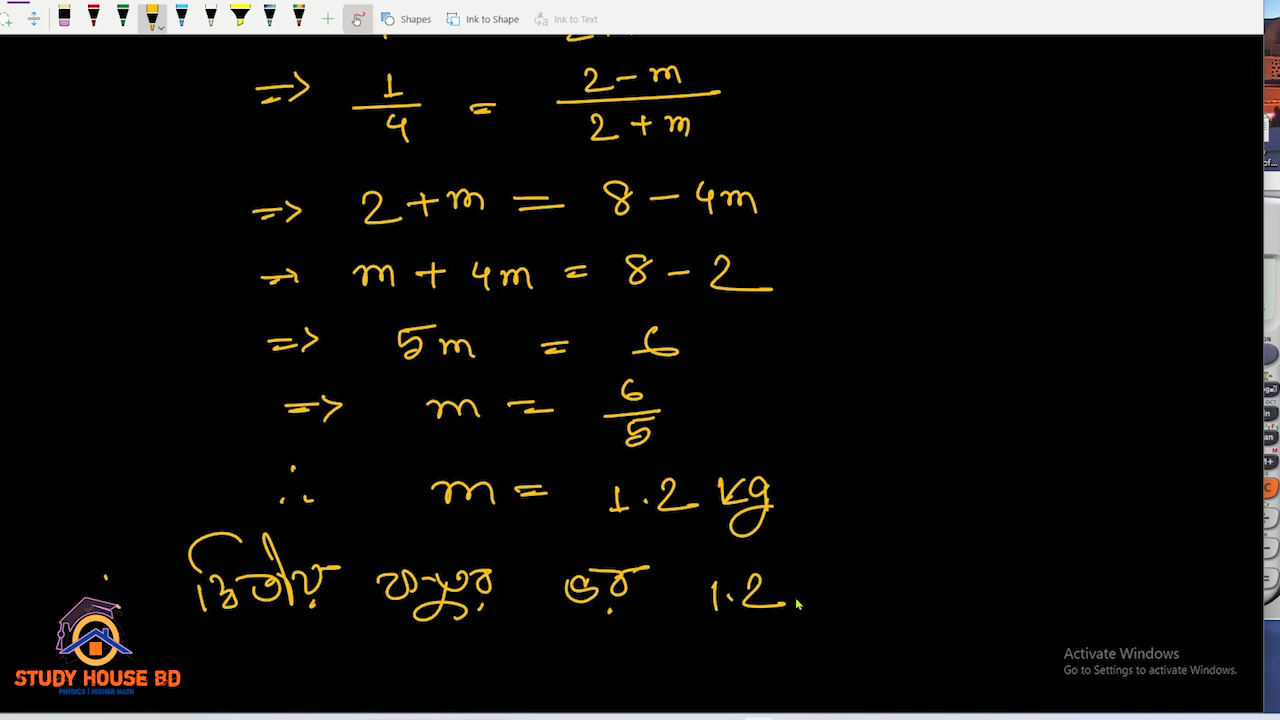 Shapes Ink to Shape Ink to Text
=> 1/4 = (2 - m)/(2 + m)
=> 2 + m = 8 - 4m
=> m + 4m = 8 - 2
=> 5m = 6
=> m = 6/5
∴ m = 1.2 kg
∴ দ্বিতীয় বস্তুর ভর 1.2
STUDY HOUSE BD
PHYSICS | HIGHER MATH
Activate Windows
Go to Settings to activate Windows.